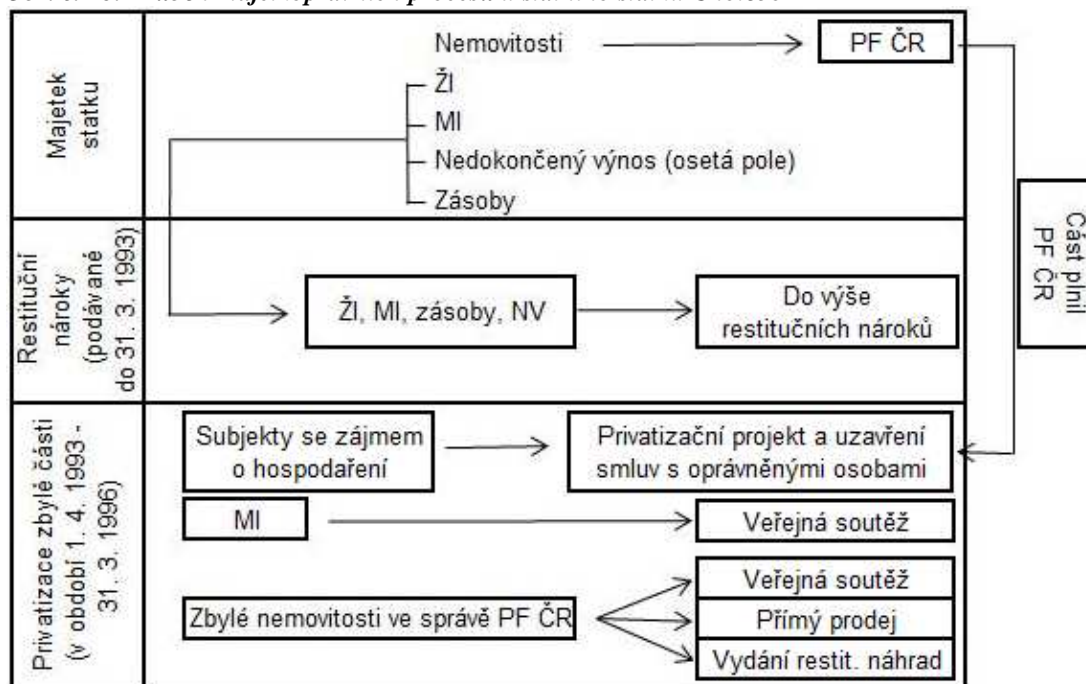 Majetek
statku
Nemovitosti
PF ČR
ŽI
MI
Nedokončený výnos (osetá pole)
Zásoby
Část plnil
PF ČR
Restituční
nároky
(podávané
do 31. 3. 1993)
ŽI, MI, zásoby, NV
Do výše
restitučních nároků
Privatizace zbylé části
(v období 1. 4. 1993 -
31. 3. 1996)
Subjekty se zájmem
o hospodaření
Privatizační projekt a uzavření
smluv s oprávněnými osobami
MI
Veřejná soutěž
Zbylé nemovitosti ve správě PF ČR
Veřejná soutěž
Přímý prodej
Vydání restit. náhrad